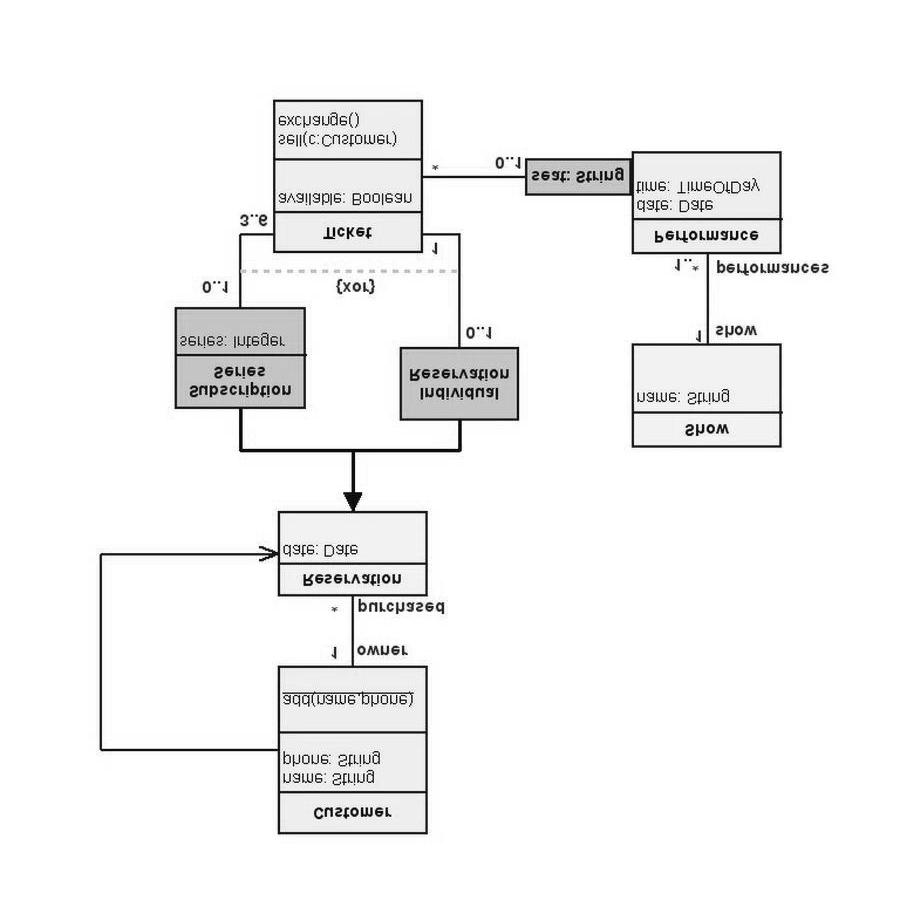 Customer
name: String
phone: String
add(name,phone)
1 owner
* purchased
Reservation
date: Date
Show
name: String
1 show
Subscription
Series
series: Integer
Individual
Reservation
0..1
0..1
{xor}
1..* performances
3..6
1
Ticket
available: Boolean
sell(c:Customer)
exchange()
*
0..1
seat: String
Performance
date: Date
time: TimeOfDay